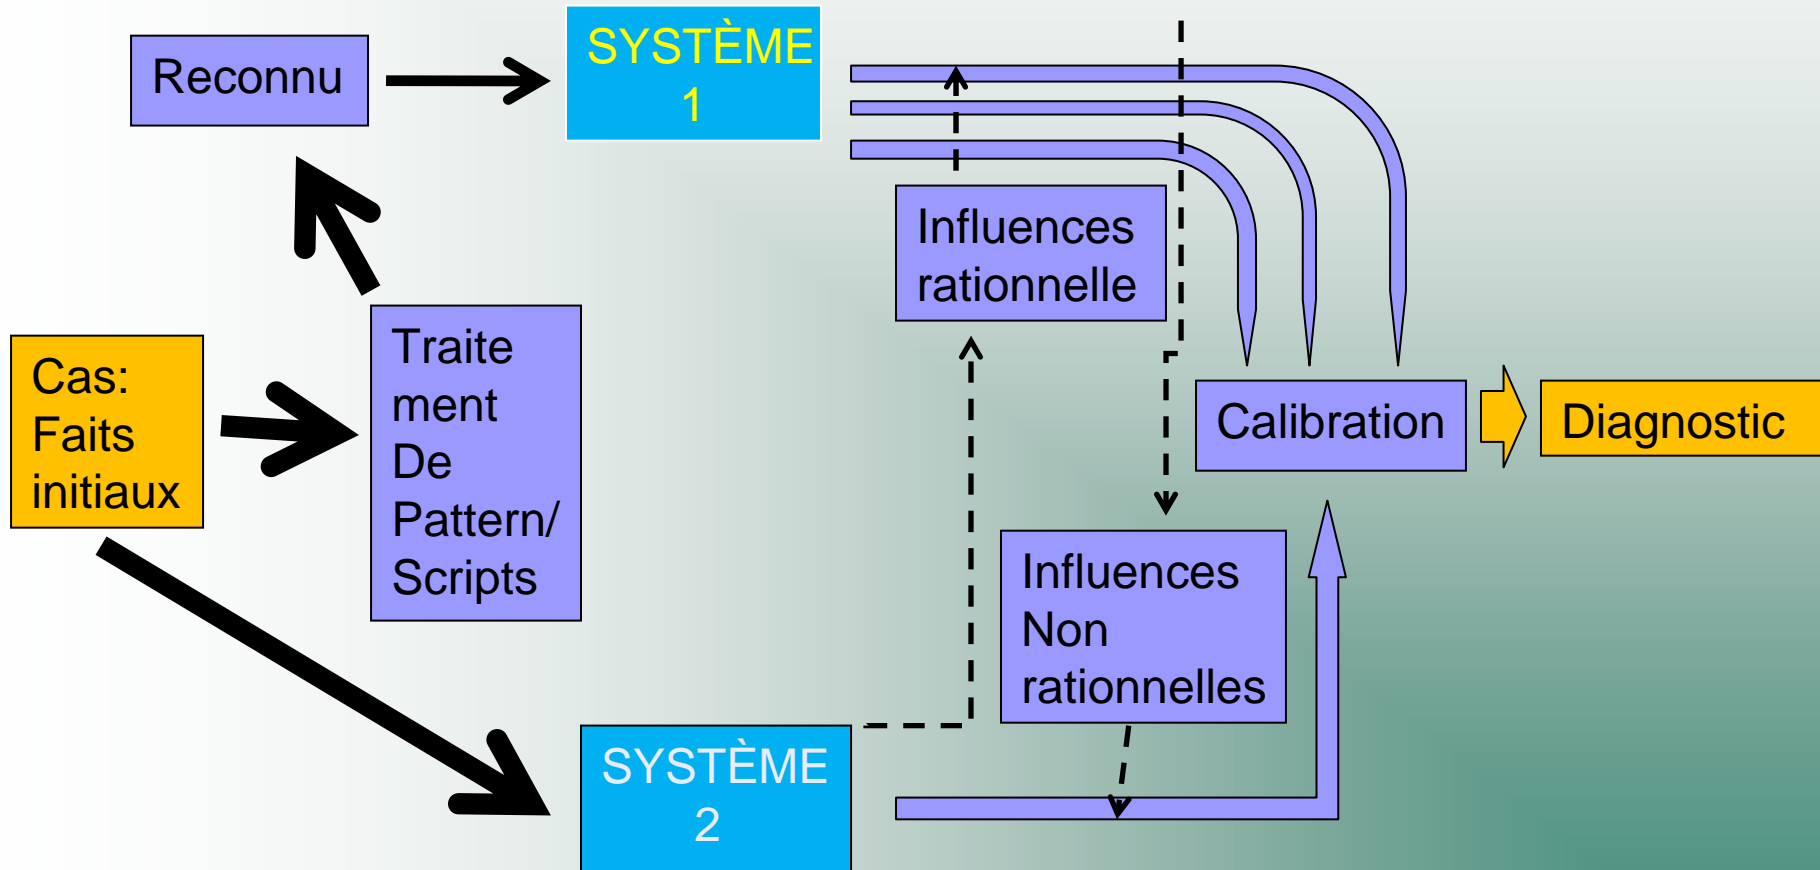 Reconnu
SYSTÈME
1
Influences
rationnelle
Cas:
Faits
initiaux
Traite
ment
De
Pattern/
Scripts
Calibration
Diagnostic
Influences
Non
rationnelles
SYSTÈME
2